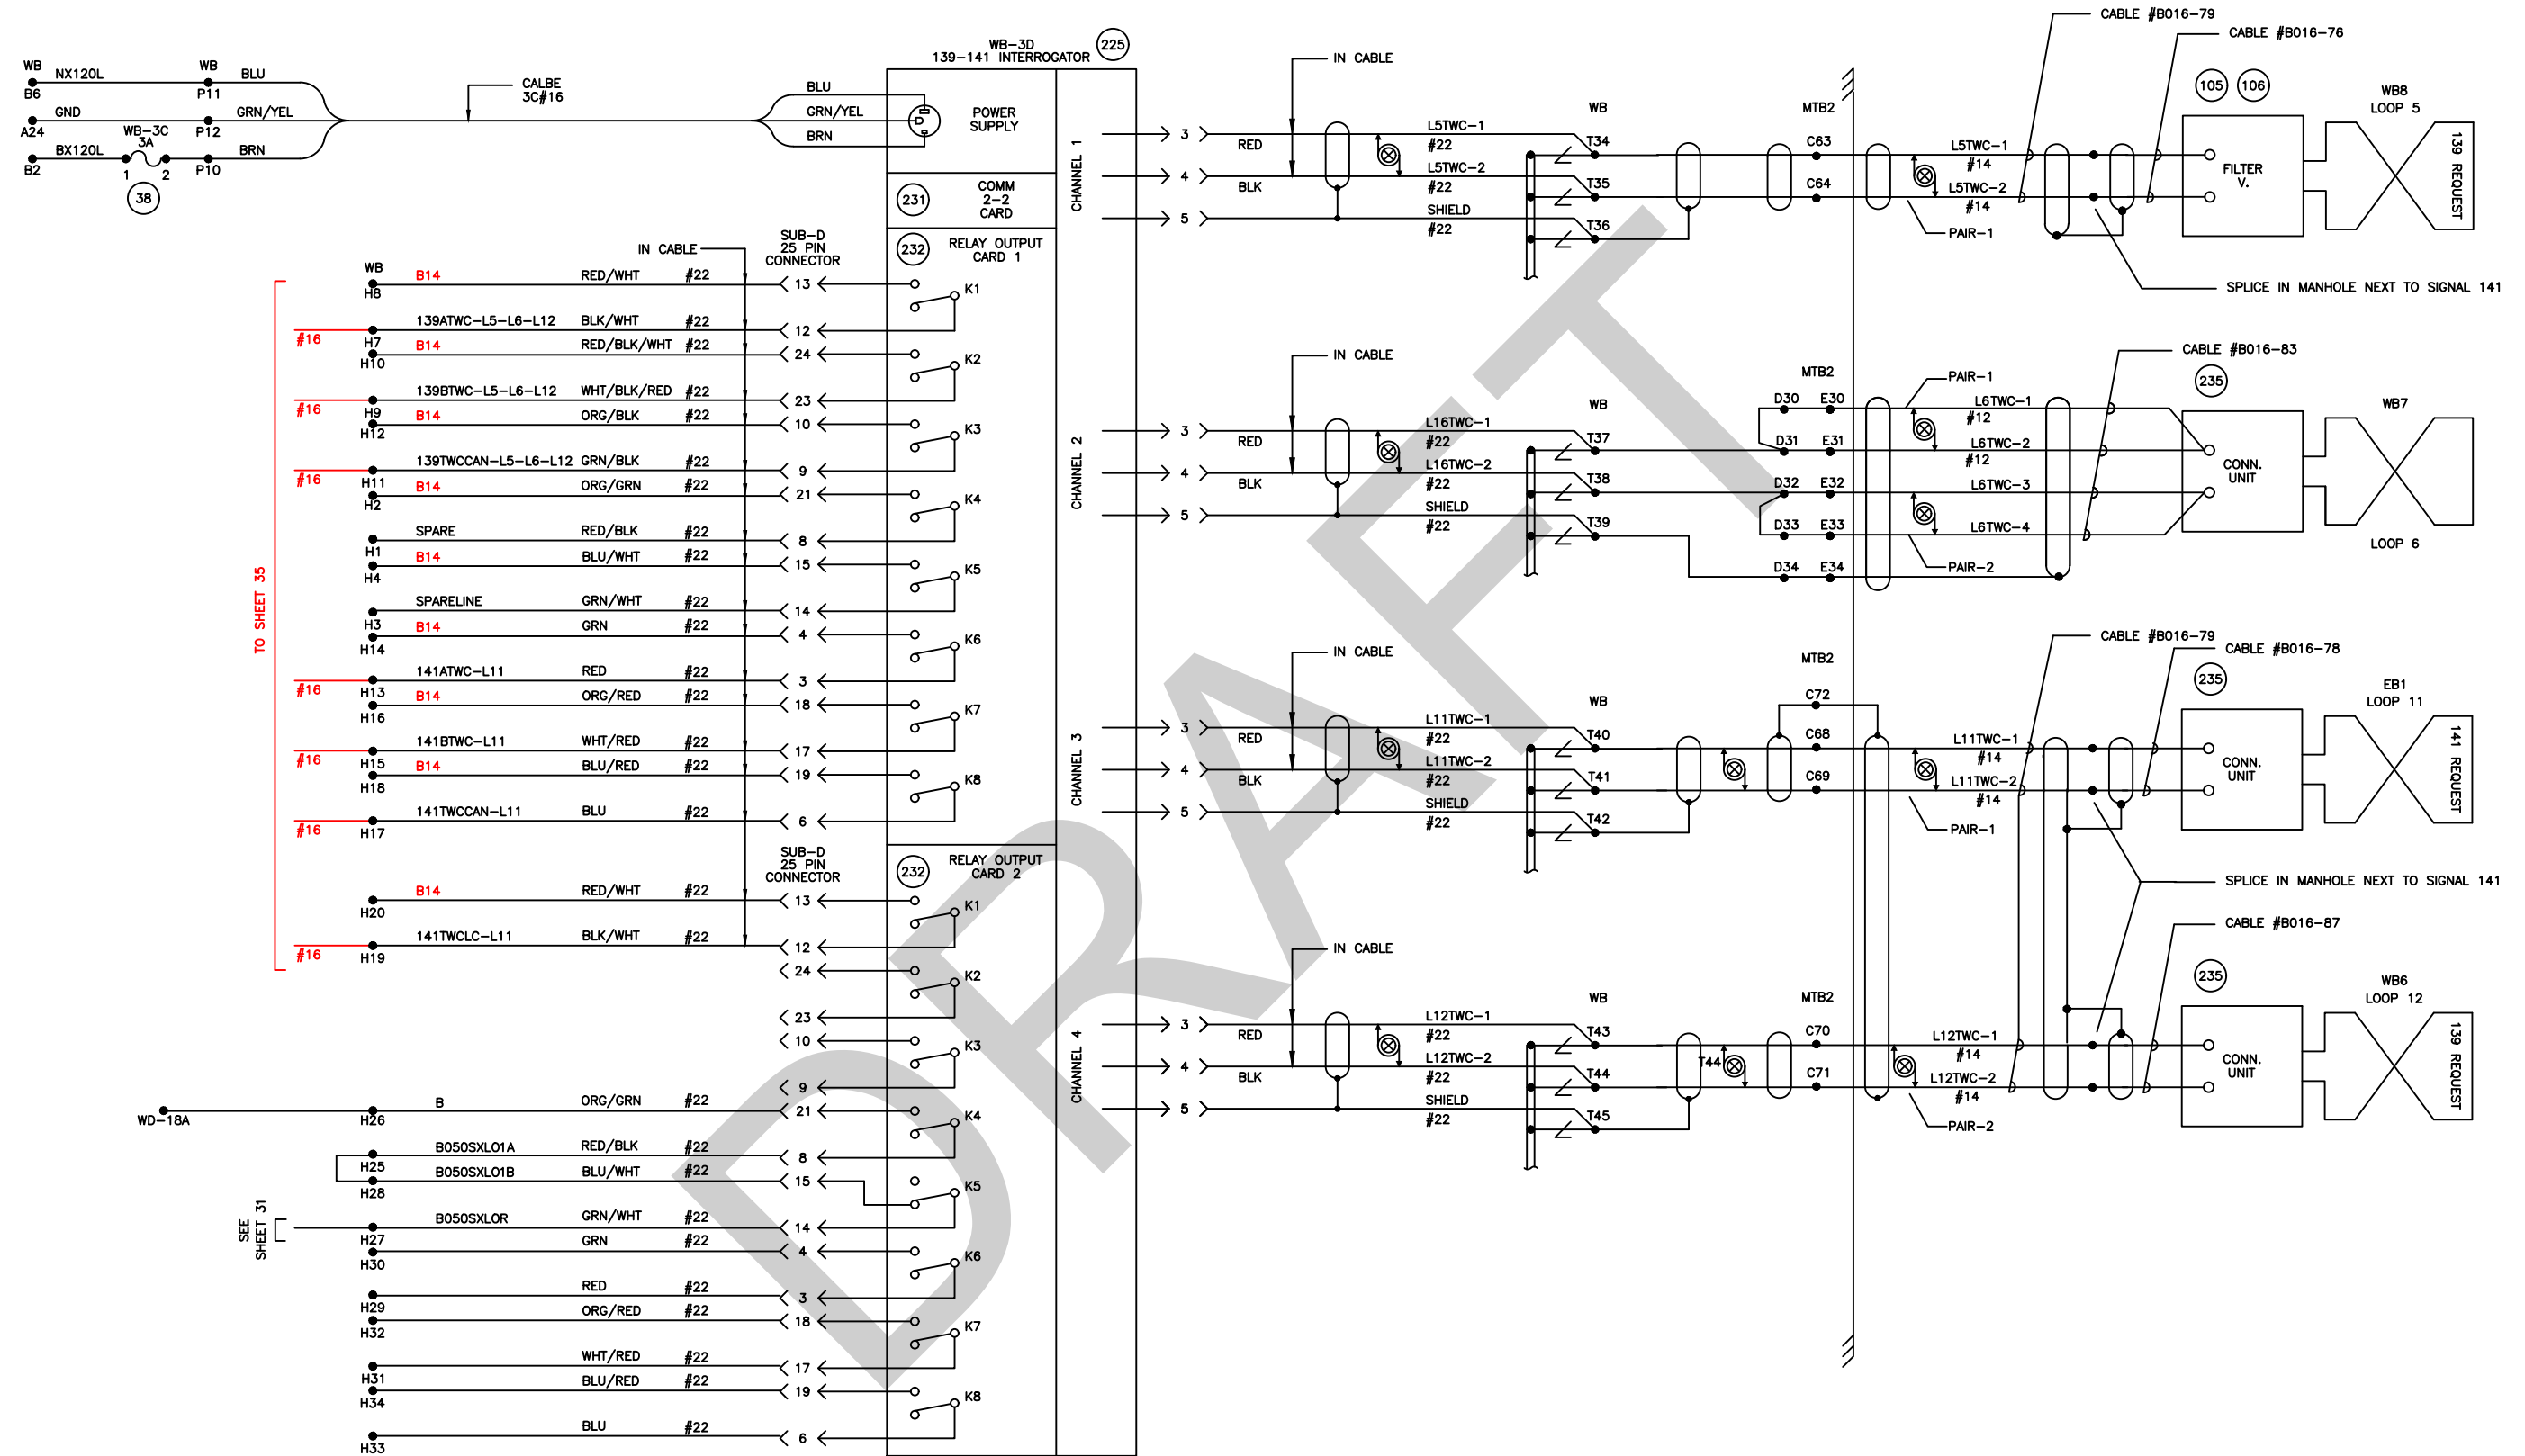 WB-3D
139-141 INTERROGATOR
225
WB
NX120L
B6
WB
BLU
P11
GND
A24
GRN/YEL
P12
BX120L
B2
WB-3C
3A
1
2
38
BRN
P10
CALBE
3C#16
BLU
GRN/YEL
BRN
POWER
SUPPLY
231
COMM
2-2
CARD
232
RELAY OUTPUT
CARD 1
SUB-D
25 PIN
CONNECTOR
IN CABLE
TO SHEET 35
WB
H8
B14
RED/WHT
#22
13
K1
#16
H7
139ATWC-L5-L6-L12
BLK/WHT
#22
12
H10
B14
RED/BLK/WHT
#22
24
K2
#16
H9
139BTWC-L5-L6-L12
WHT/BLK/RED
#22
23
H12
B14
ORG/BLK
#22
10
K3
#16
H11
139TWCCAN-L5-L6-L12
GRN/BLK
#22
9
H2
B14
ORG/GRN
#22
21
K4
H1
SPARE
RED/BLK
#22
8
H4
B14
BLU/WHT
#22
15
K5
H3
SPARELINE
GRN/WHT
#22
14
H14
B14
GRN
#22
4
K6
#16
H13
141ATWC-L11
RED
#22
3
H16
B14
ORG/RED
#22
18
K7
#16
H15
141BTWC-L11
WHT/RED
#22
17
H18
B14
BLU/RED
#22
19
K8
#16
H17
141TWCCAN-L11
BLU
#22
6
SUB-D
25 PIN
CONNECTOR
232
RELAY OUTPUT
CARD 2
H20
B14
RED/WHT
#22
13
K1
#16
H19
141TWCLC-L11
BLK/WHT
#22
12
24
K2
23
10
K3
9
WD-18A
H26
B
ORG/GRN
#22
21
K4
H25
B050SXLO1A
RED/BLK
#22
8
H28
B050SXLO1B
BLU/WHT
#22
15
K5
SEE
SHEET 31
H27
B050SXLOR
GRN/WHT
#22
14
H30
GRN
#22
4
K6
H29
RED
#22
3
H32
ORG/RED
#22
18
K7
H31
WHT/RED
#22
17
H34
BLU/RED
#22
19
K8
H33
BLU
#22
6
CHANNEL 1
3
RED
4
BLK
5
IN CABLE
L5TWC-1
#22
L5TWC-2
#22
SHIELD
#22
WB
T34
T35
T36
MTB2
C63
C64
L5TWC-1
#14
L5TWC-2
#14
PAIR-1
CABLE #B016-79
CABLE #B016-76
105
106
FILTER
V.
WB8
LOOP 5
139 REQUEST
SPLICE IN MANHOLE NEXT TO SIGNAL 141
CHANNEL 2
3
RED
4
BLK
5
IN CABLE
L16TWC-1
#22
L16TWC-2
#22
SHIELD
#22
WB
T37
T38
T39
MTB2
D30
E30
D31
E31
D32
E32
D33
E33
D34
E34
PAIR-1
L6TWC-1
#12
L6TWC-2
#12
L6TWC-3
L6TWC-4
PAIR-2
CABLE #B016-83
235
CONN.
UNIT
WB7
LOOP 6
CHANNEL 3
3
RED
4
BLK
5
IN CABLE
L11TWC-1
#22
L11TWC-2
#22
SHIELD
#22
WB
T40
T41
T42
MTB2
C72
C68
C69
L11TWC-1
#14
L11TWC-2
#14
PAIR-1
CABLE #B016-79
CABLE #B016-78
235
CONN.
UNIT
EB1
LOOP 11
141 REQUEST
SPLICE IN MANHOLE NEXT TO SIGNAL 141
CHANNEL 4
3
RED
4
BLK
5
IN CABLE
L12TWC-1
#22
L12TWC-2
#22
SHIELD
#22
WB
T43
T44
T45
T44
MTB2
C70
C71
L12TWC-1
#14
L12TWC-2
#14
PAIR-2
CABLE #B016-87
235
CONN.
UNIT
WB6
LOOP 12
139 REQUEST
DRAFT